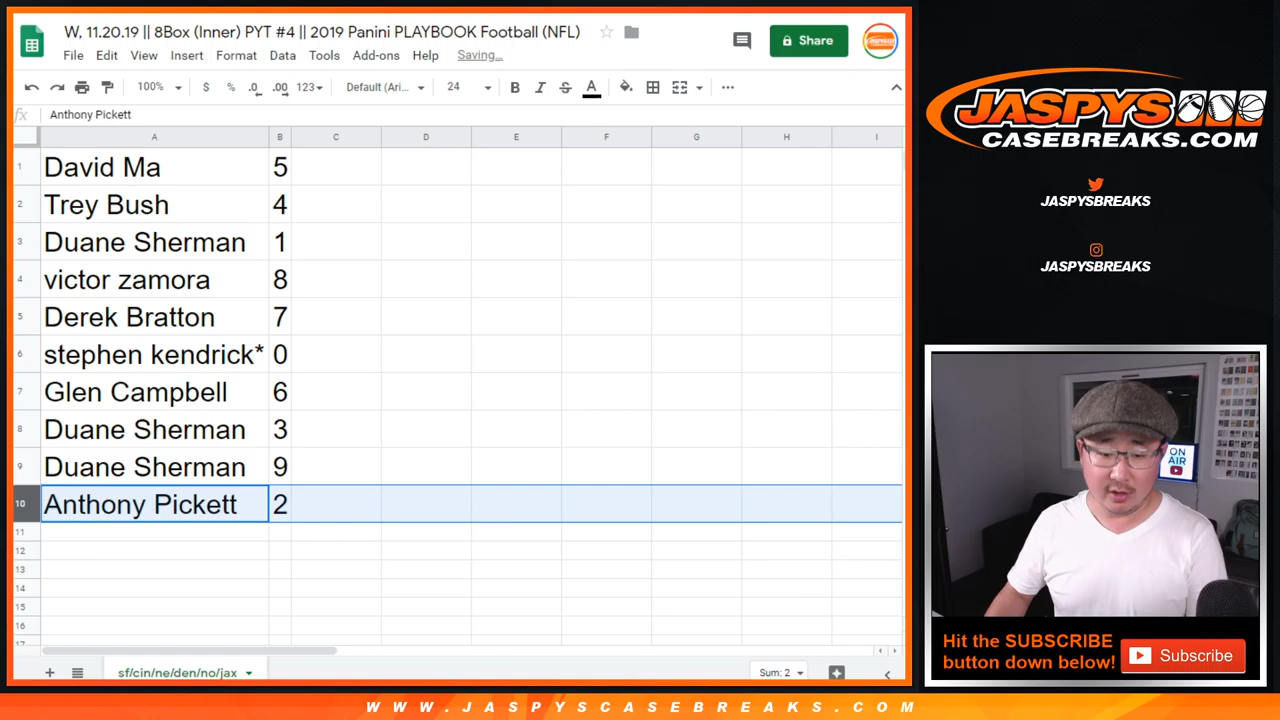 W, 11.20.19 || 8Box (Inner) PYT #4 || 2019 Panini PLAYBOOK Football (NFL)
File Edit View Insert Format Data Tools Add-ons Help Saving...
Share
100% $ % .0 .00 123 Default (Ari... 24 B I S A
fx Anthony Pickett
A B C D E F G H I
1 David Ma 5
2 Trey Bush 4
3 Duane Sherman 1
4 victor zamora 8
5 Derek Bratton 7
6 stephen kendrick* 0
7 Glen Campbell 6
8 Duane Sherman 3
9 Duane Sherman 9
10 Anthony Pickett 2
11
12
13
14
15
16
17
sf/cin/ne/den/no/jax
Sum: 2
JASPYS
CASEBREAKS.COM
JASPYSBREAKS
JASPYSBREAKS
ON
AIR
Hit the SUBSCRIBE
button down below!
Subscribe
WWW.JASPYSCASEBREAKS.COM